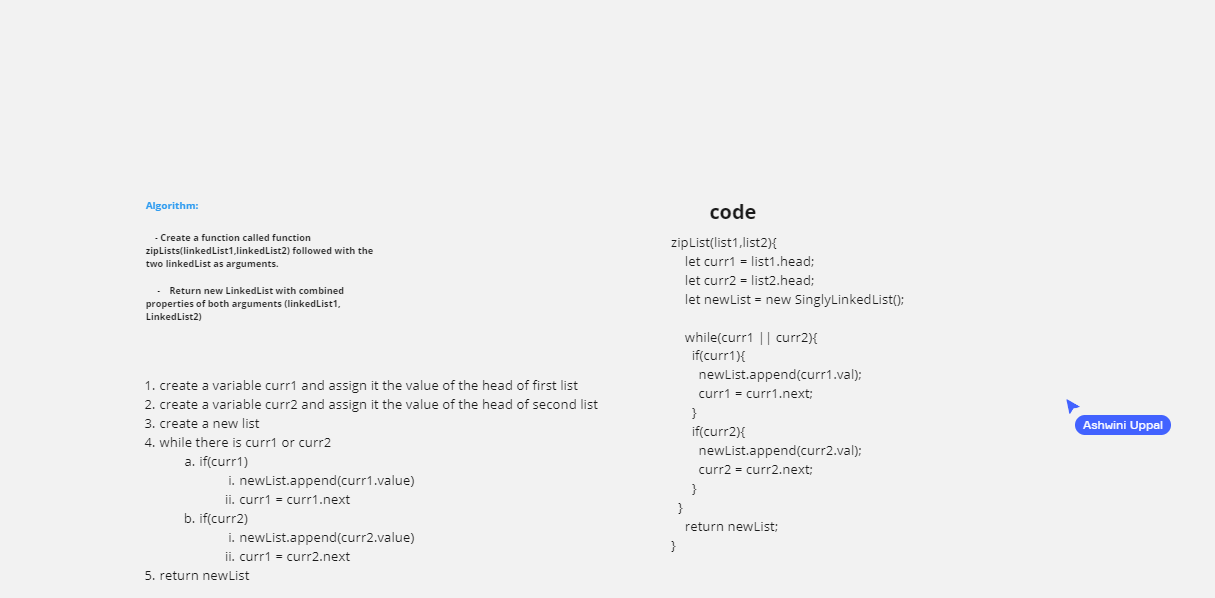 Algorithm:
- Create a function called function
zipLists(linkedList1,linkedList2) followed with the
two linkedList as arguments.
- Return new LinkedList with combined
properties of both arguments (linkedList1,
LinkedList2)
1. create a variable curr1 and assign it the value of the head of first list
2. create a variable curr2 and assign it the value of the head of second list
3. create a new list
4. while there is curr1 or curr2
a. if(curr1)
i. newList.append(curr1.value)
ii. curr1 = curr1.next
b. if(curr2)
i. newList.append(curr2.value)
ii. curr1 = curr2.next
5. return newList
code
zipList(list1,list2){
let curr1 = list1.head;
let curr2 = list2.head;
let newList = new SinglyLinkedList();
while(curr1 || curr2){
if(curr1){
newList.append(curr1.val);
curr1 = curr1.next;
}
if(curr2){
newList.append(curr2.val);
curr2 = curr2.next;
}
}
return newList;
}
Ashwini Uppal